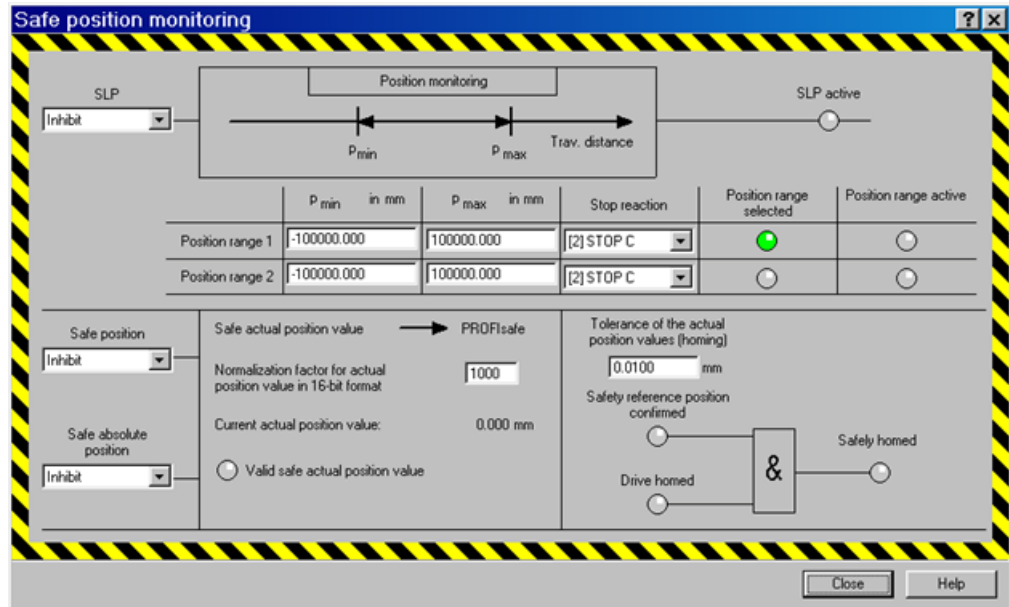 Safe position monitoring
? ×
SLP
Inhibit
Position monitoring
P min
P max
Trav. distance
SLP active
P min in mm
P max in mm
Stop reaction
Position range
selected
Position range active
Position range 1
-100000.000
100000.000
[2] STOP C
Position range 2
-100000.000
100000.000
[2] STOP C
Safe position
Inhibit
Safe absolute
position
Inhibit
Safe actual position value
PROFIsafe
Normalization factor for actual
position value in 16-bit format
1000
Current actual position value:
0.000 mm
Valid safe actual position value
Tolerance of the actual
position values (homing)
0.0100
mm
Safety reference position
confirmed
Drive homed
&
Safely homed
Close
Help